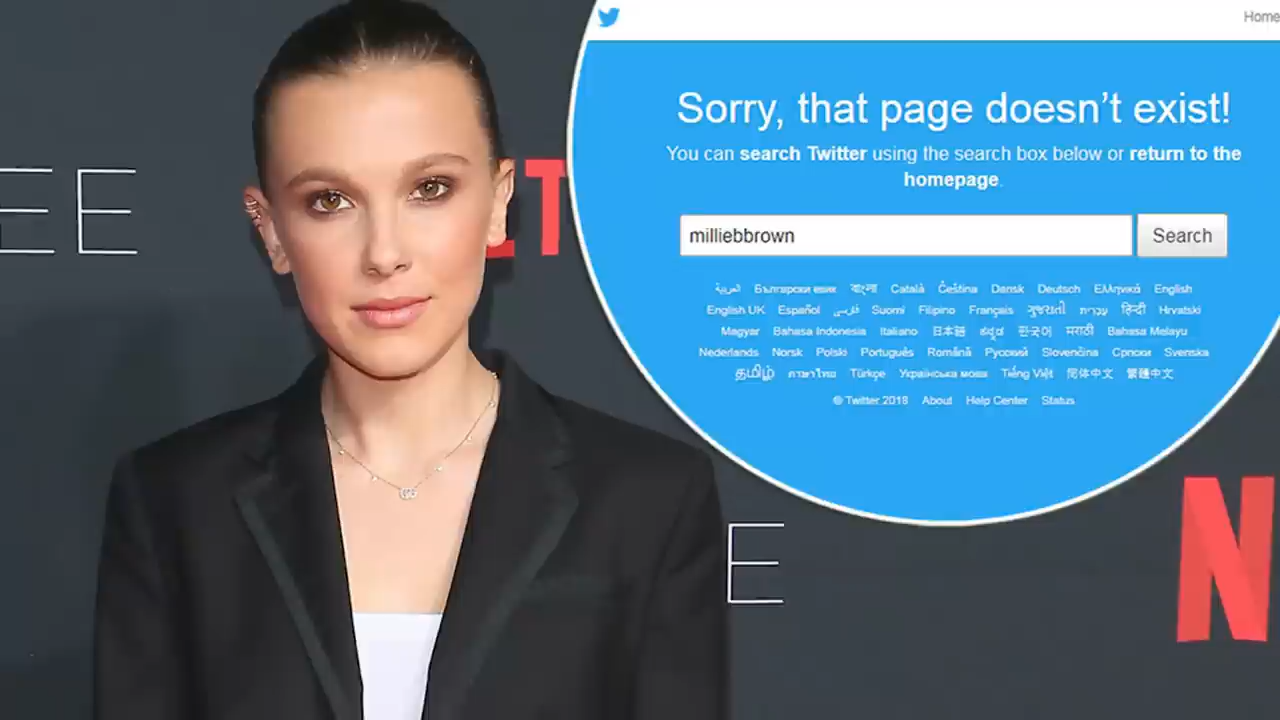 EE
ET
E
N
Home
Sorry, that page doesn’t exist!
You can search Twitter using the search box below or return to the
homepage.
milliebbrown
Search
العربية Български език বাংলা Català Čeština Dansk Deutsch Ελληνικά English
English UK Español فارسی Suomi Filipino Français ગુજરાતી עברית हिन्दी Hrvatski
Magyar Bahasa Indonesia Italiano 日本語 ಕನ್ನಡ 한국어 मराठी Bahasa Melayu
Nederlands Norsk Polski Português Română Русский Slovenčina Српски Svenska
தமிழ் ภาษาไทย Türkçe Українська мова Tiếng Việt 简体中文 繁體中文
© Twitter 2018 About Help Center Status